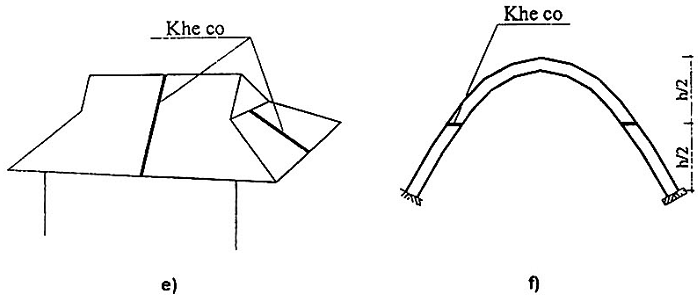 Khe co
Khe co
h/2
h/2
e)
f)